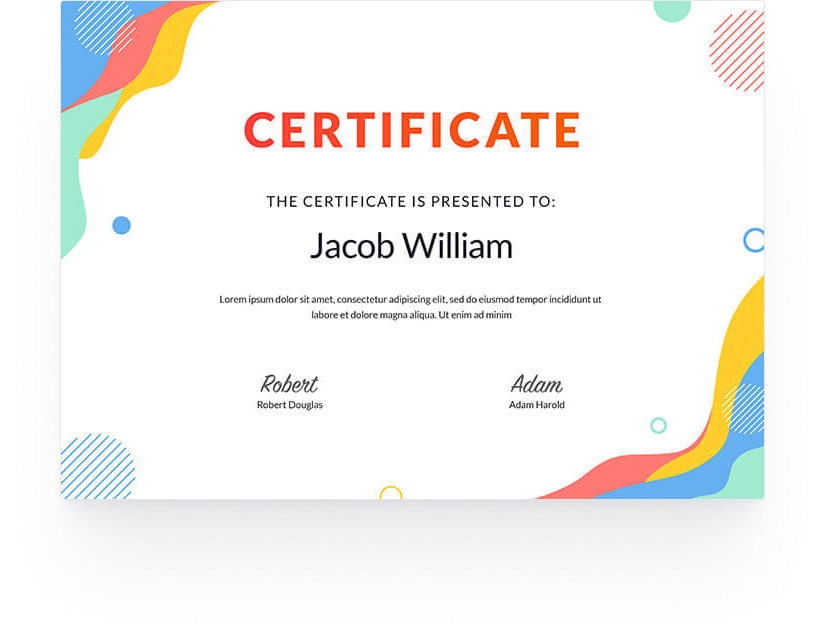 CERTIFICATE
THE CERTIFICATE IS PRESENTED TO:
Jacob William
Lorem ipsum dolor sit amet, consectetur adipiscing elit, sed do eiusmod tempor incididunt ut
labore et dolore magna aliqua. Ut enim ad minim
Robert
Adam
Robert Douglas
Adam Harold